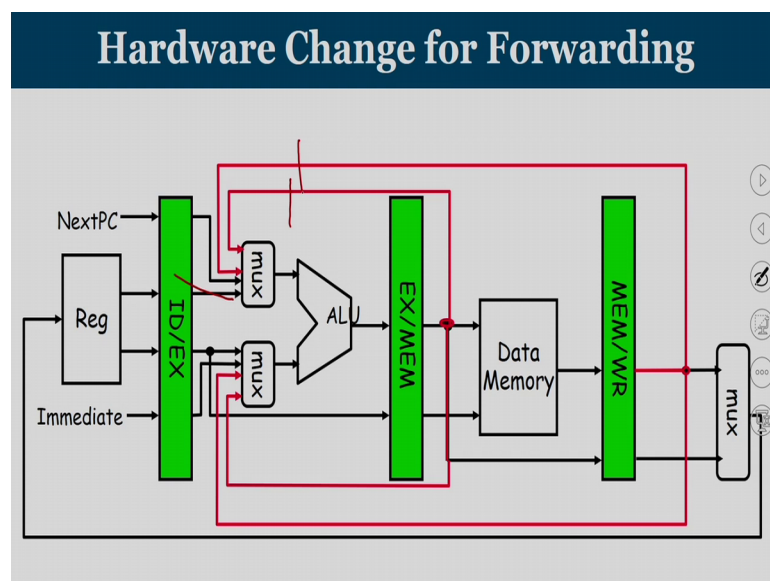 Hardware Change for Forwarding
NextPC
mux
Reg
ID/EX
ALU
EX/MEM
MEM/WR
mux
Data
Memory
mux
Immediate